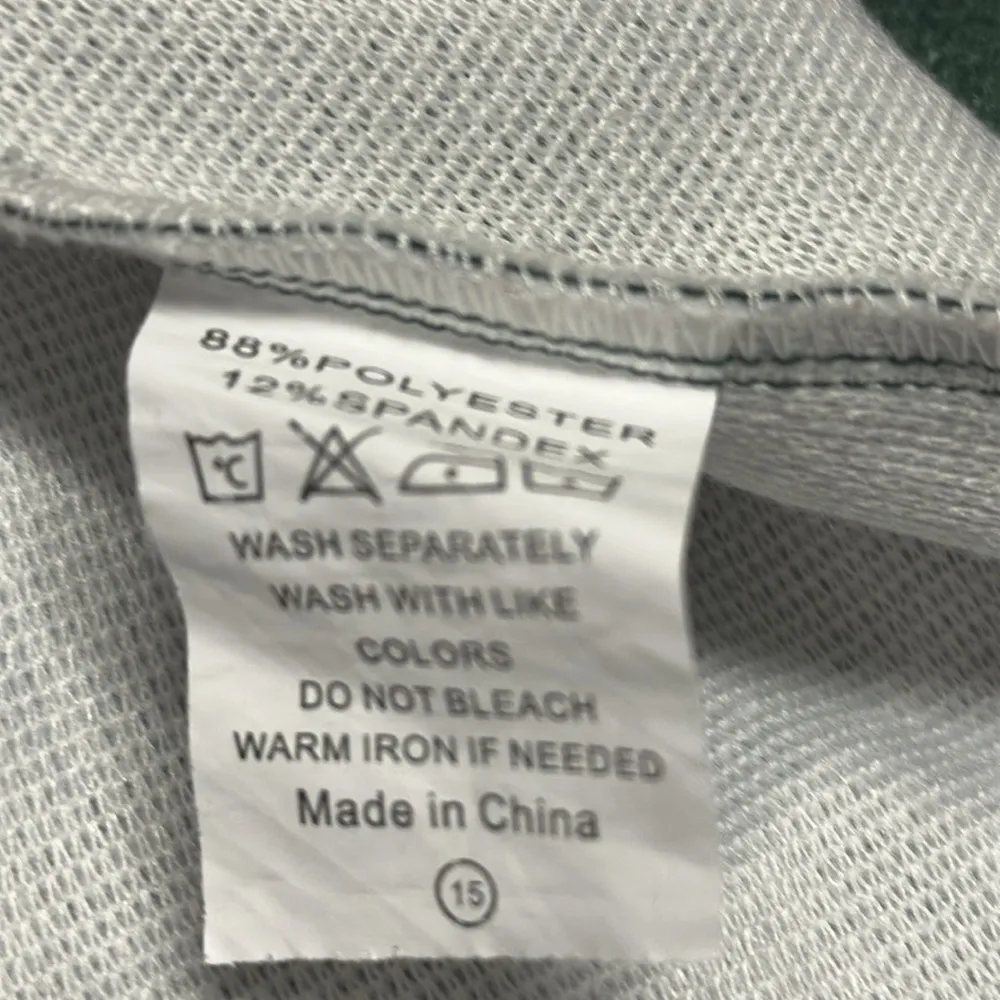 88%POLYESTER
12%SPANDEX
°C
WASH SEPARATELY
WASH WITH LIKE
COLORS
DO NOT BLEACH
WARM IRON IF NEEDED
Made in China
15